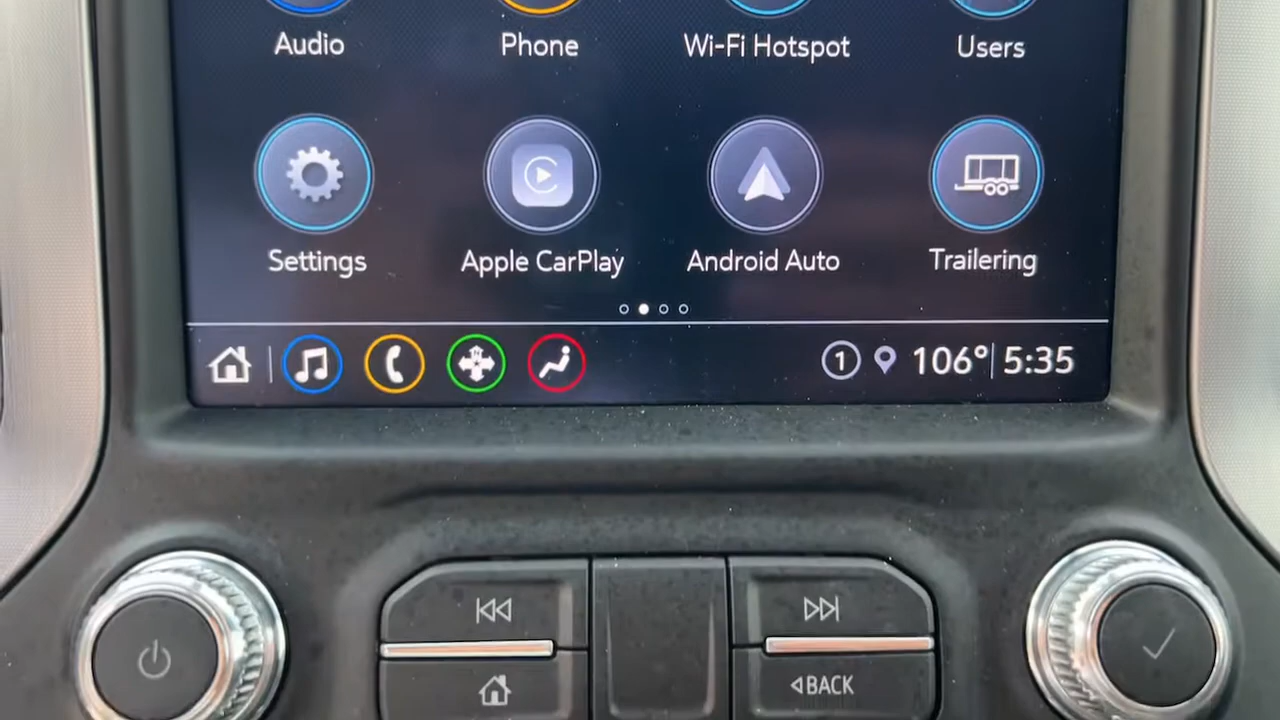 Audio Phone Wi-Fi Hotspot Users
Settings Apple CarPlay Android Auto Trailering
1 106° 5:35
BACK